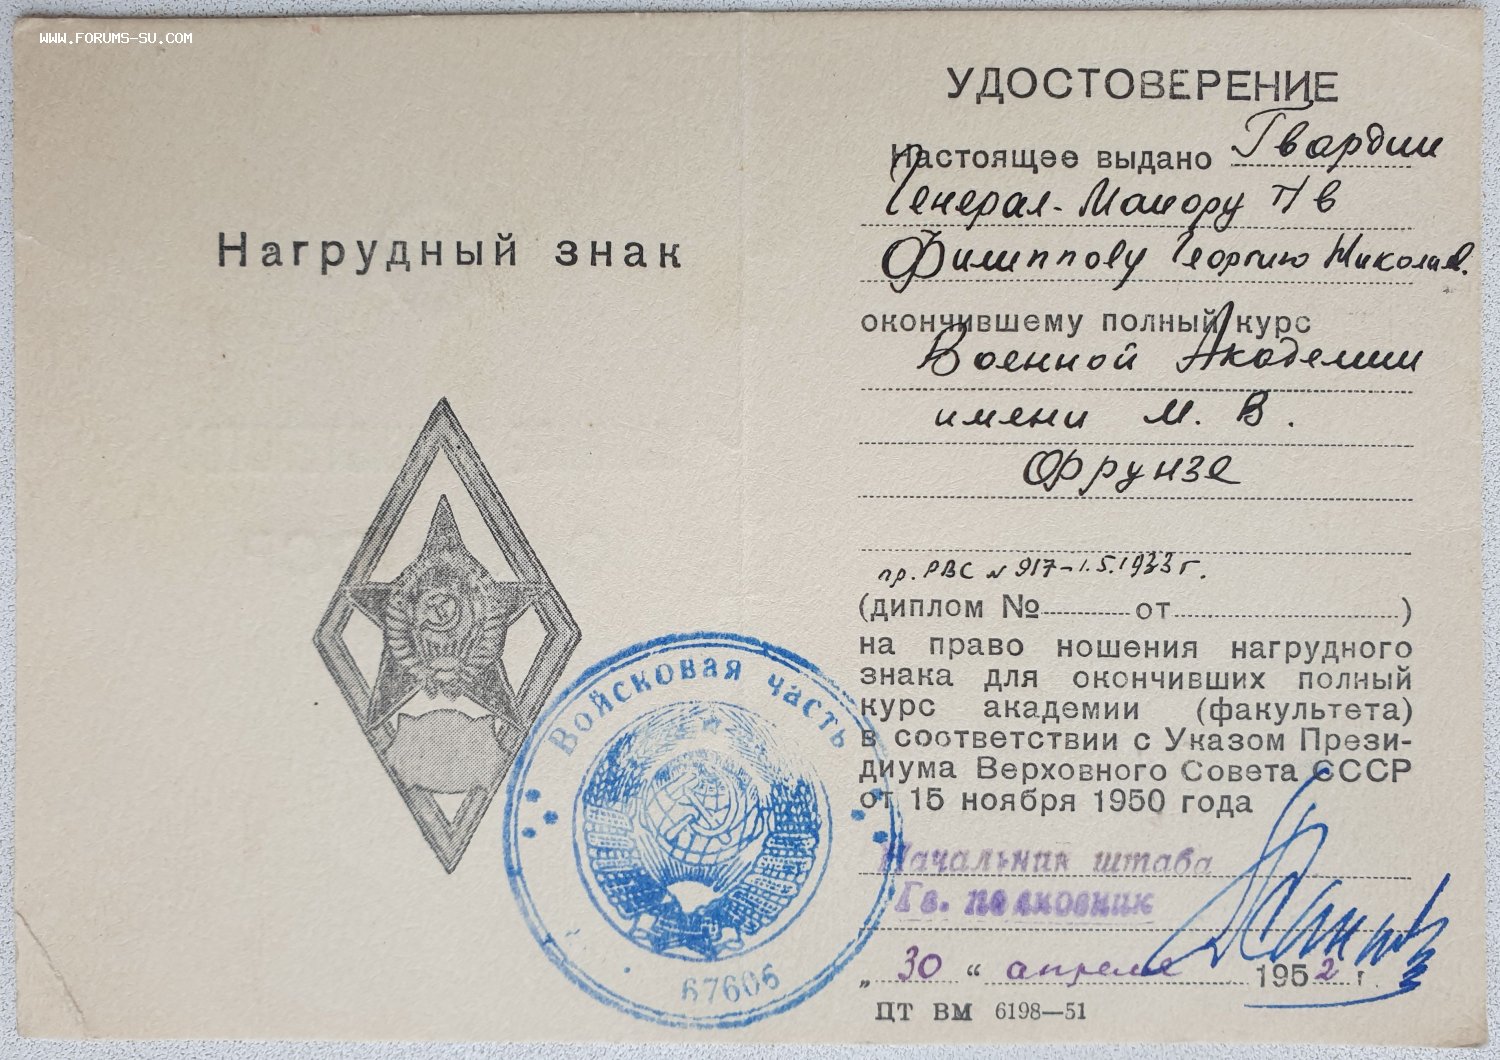 WWW.FORUMS-SU.COM
Нагрудный знак
УДОСТОВЕРЕНИЕ
Настоящее выдано Гвардии
Генерал-Майору т/в
Филиппову Георгию Николаев.
окончившему полный курс
Военной Академии
имени М. В.
Фрунзе
пр. РВС № 917-1.5.1933 г.
(диплом № от )
на право ношения нагрудного
знака для окончивших полный
курс академии (факультета)
в соответствии с Указом Прези-
диума Верховного Совета СССР
от 15 ноября 1950 года
Войсковая часть
67606
Начальник штаба
Гв. полковник
„ 30 “ апреля 1952 г.
ЦТ ВМ 6198—51